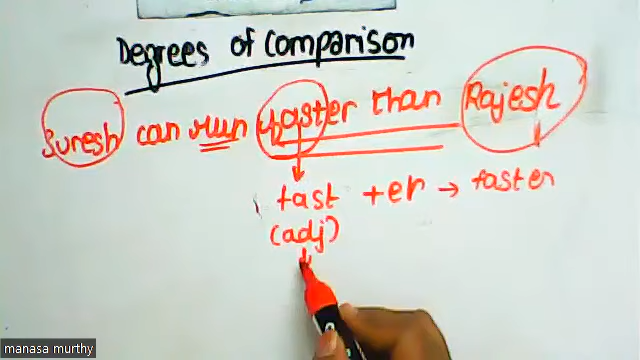 Degrees of Comparison
Suresh can run faster than Rajesh
fast +er → faster
(adj)
manasa murthy